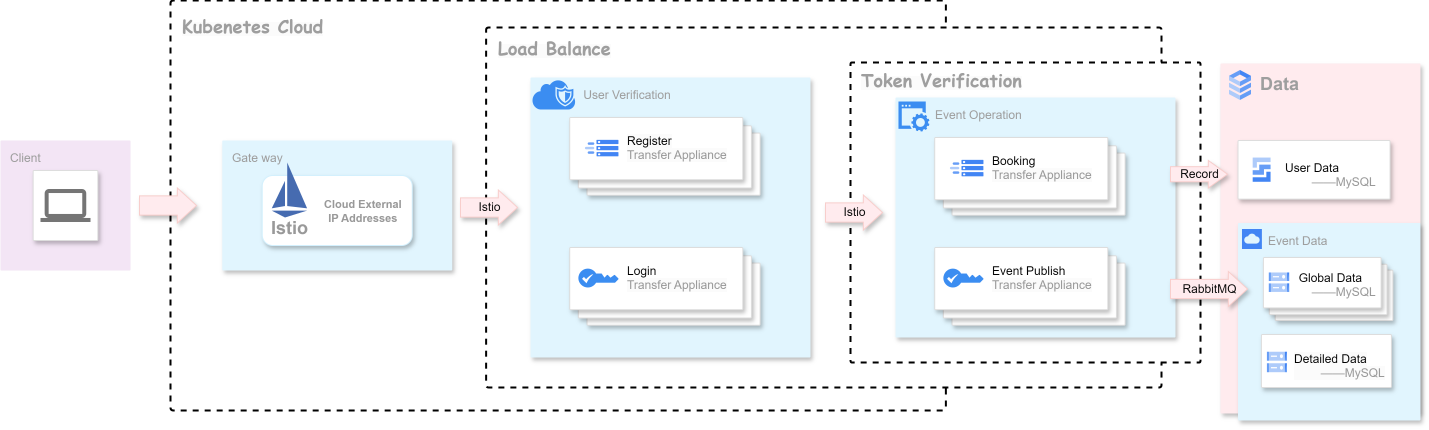 Kubenetes Cloud
Load Balance
Token Verification
Data
Client
Gate way
Istio
Cloud External
IP Addresses
Istio
User Verification
Register
Transfer Appliance
Login
Transfer Appliance
Istio
Event Operation
Booking
Transfer Appliance
Event Publish
Transfer Appliance
Record
RabbitMQ
User Data
——MySQL
Event Data
Global Data
——MySQL
Detailed Data
——MySQL